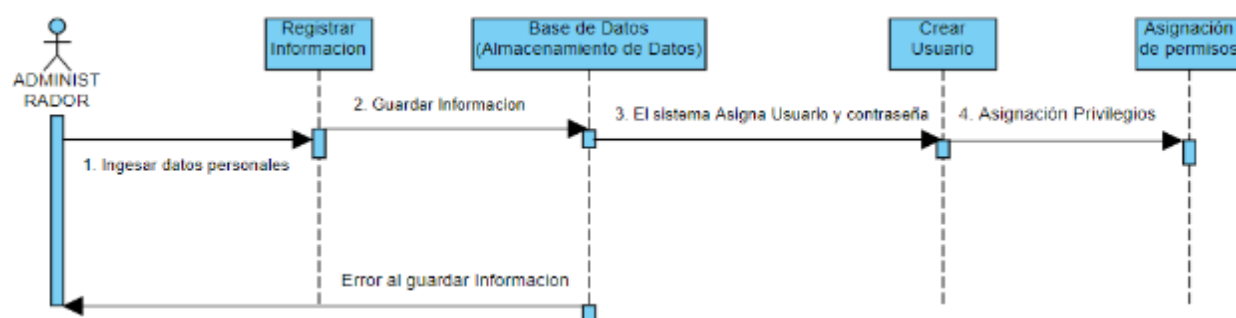 Registrar
Informacion
Base de Datos
(Almacenamiento de Datos)
Crear
Usuario
Asignación
de permisos
ADMINIST
RADOR
2. Guardar Informacion
3. El sistema Asigna Usuario y contraseña
4. Asignación Privilegios
1. Ingesar datos personales
Error al guardar Informacion